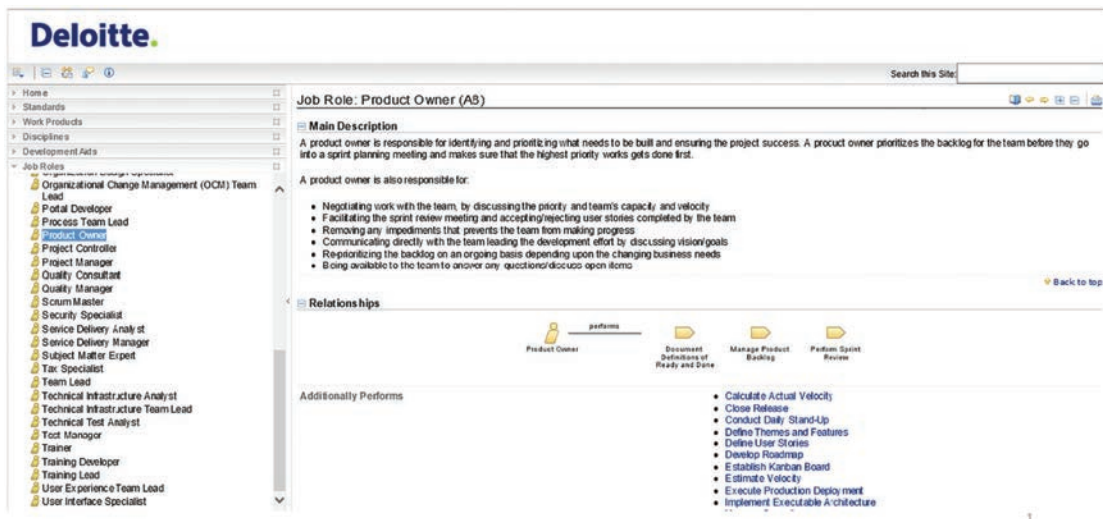 Deloitte.
Search this Site:
Home
Standards
Work Products
Disciplines
Development Aids
Job Roles
Organizational Change Management (OCM) Team
Lead
Portal Developer
Process Team Lead
Product Owner
Project Controller
Project Manager
Quality Consultant
Quality Manager
Scrum Master
Security Specialist
Service Delivery Analyst
Service Delivery Manager
Subject Matter Expert
Tax Specialist
Team Lead
Technical Infrastructure Analyst
Technical Infrastructure Team Lead
Technical Test Analyst
Test Manager
Trainer
Training Developer
Training Lead
User Experience Team Lead
User Interface Specialist
Job Role: Product Owner (A8)
Main Description
A product owner is responsible for identifying and prioritizing what needs to be built and ensuring the project success. A product owner prioritizes the backlog for the team before they go
into a sprint planning meeting and makes sure that the highest priority works gets done first.
A product owner is also responsible for:
• Negotiating work with the team, by discussing the priority and team's capacity and velocity
• Facilitating the sprint review meeting and accepting/rejecting user stories completed by the team
• Removing any impediments that prevents the team from making progress
• Communicating directly with the team leading the development effort by discussing vision/goals
• Re-prioritizing the backlog on an ongoing basis depending upon the changing business needs
• Being available to the team to answer any questions/discuss open items
Back to top
Relationships
performs
Product Owner
Document
Definitions of
Ready and Done
Manage Product
Backlog
Perform Sprint
Review
Additionally Performs
• Calculate Actual Velocity
• Close Release
• Conduct Daily Stand-Up
• Define Themes and Features
• Define User Stories
• Develop Roadmap
• Establish Kanban Board
• Estimate Velocity
• Execute Production Deployment
• Implement Executable Architecture